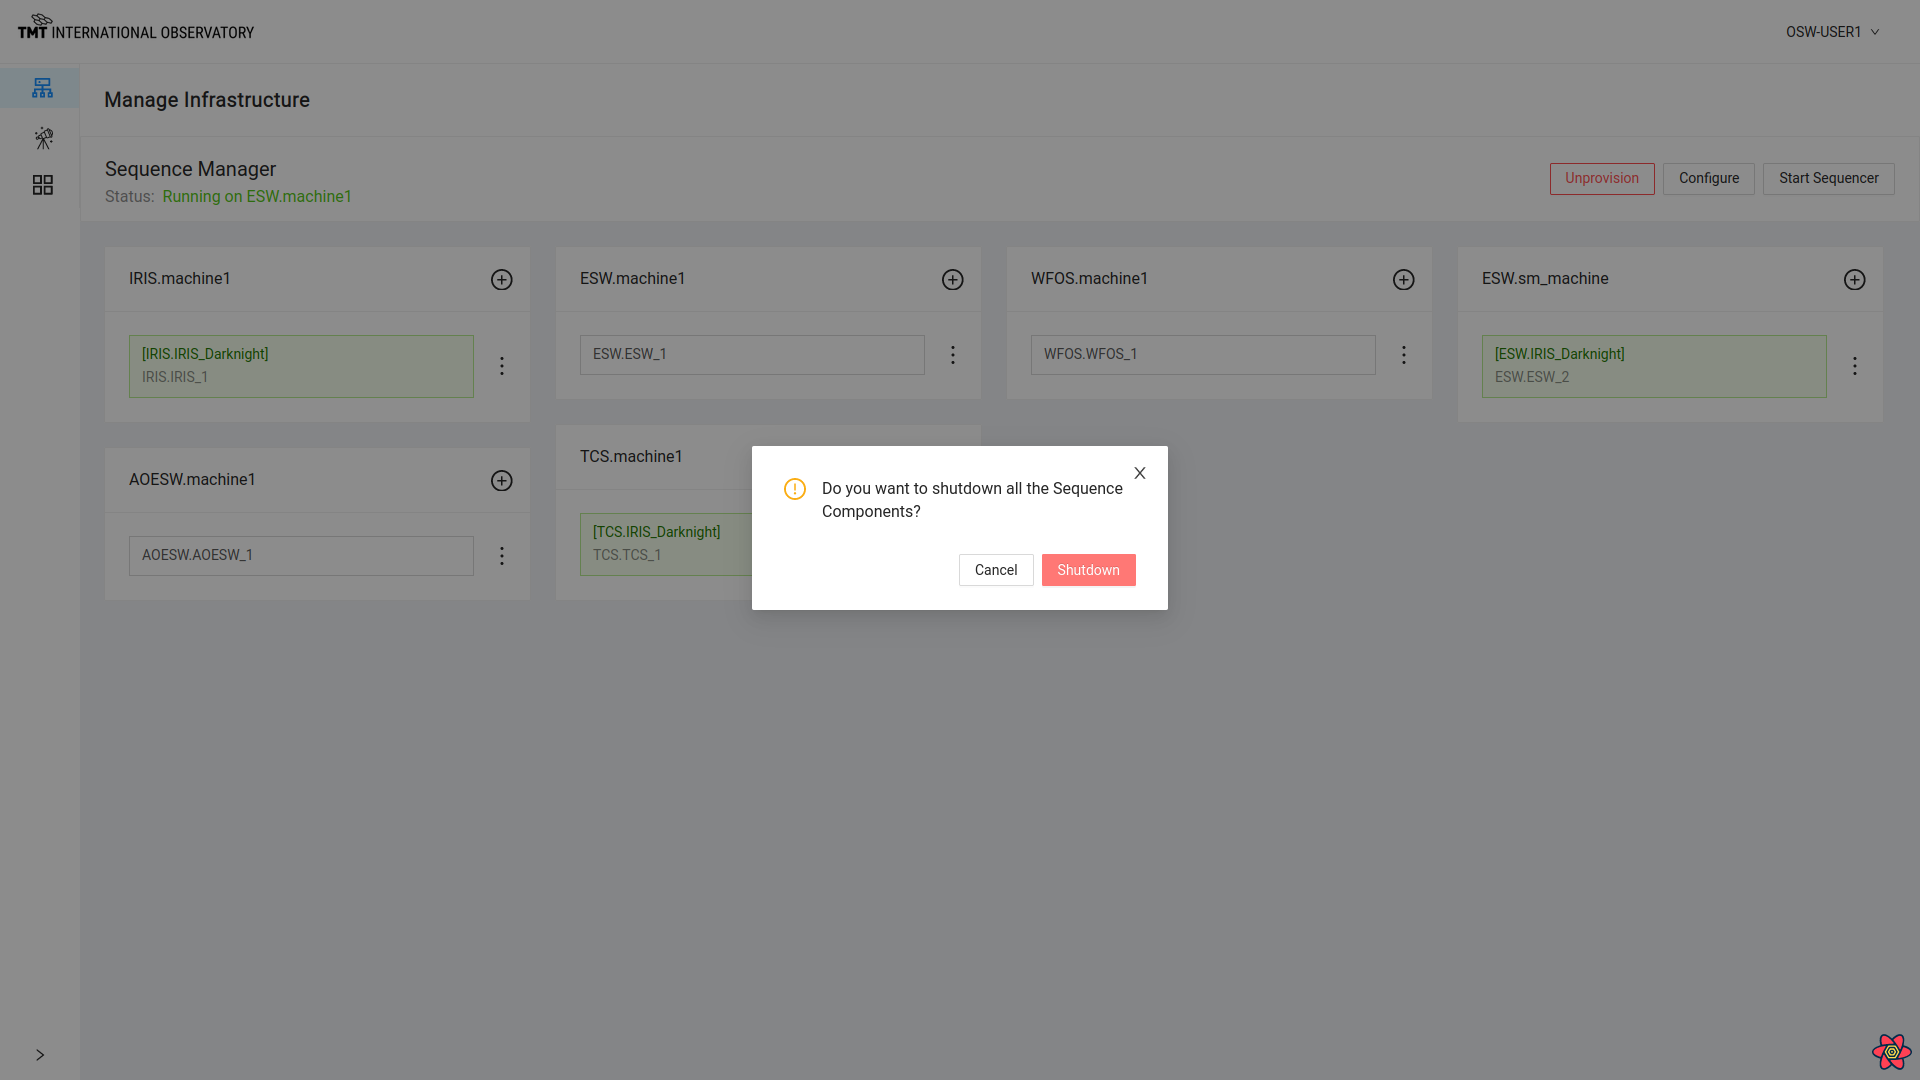 TMT INTERNATIONAL OBSERVATORY
OSW-USER1
Manage Infrastructure
Sequence Manager
Status: Running on ESW.machine1
Unprovision
Configure
Start Sequencer
IRIS.machine1
[IRIS.IRIS_Darknight]
IRIS.IRIS_1
ESW.machine1
ESW.ESW_1
WFOS.machine1
WFOS.WFOS_1
ESW.sm_machine
[ESW.IRIS_Darknight]
ESW.ESW_2
AOESW.machine1
AOESW.AOESW_1
TCS.machine1
[TCS.IRIS_Darknight]
TCS.TCS_1
Do you want to shutdown all the Sequence
Components?
Cancel
Shutdown